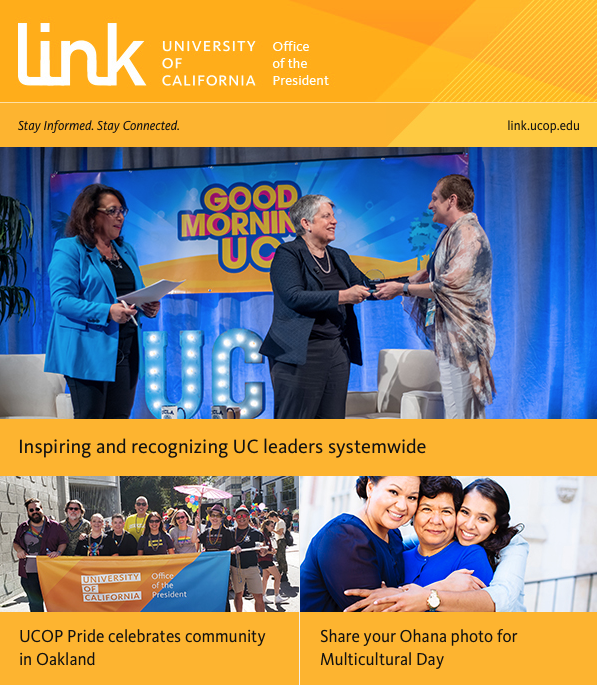 link
UNIVERSITY
OF
CALIFORNIA
Office
of the
President
Stay Informed. Stay Connected.
link.ucop.edu
GOOD
MORNING
UC
UC
UCLA
Inspiring and recognizing UC leaders systemwide
UNIVERSITY
OF
CALIFORNIA
Office
of the
President
UCOP Pride celebrates community
in Oakland
Share your Ohana photo for
Multicultural Day